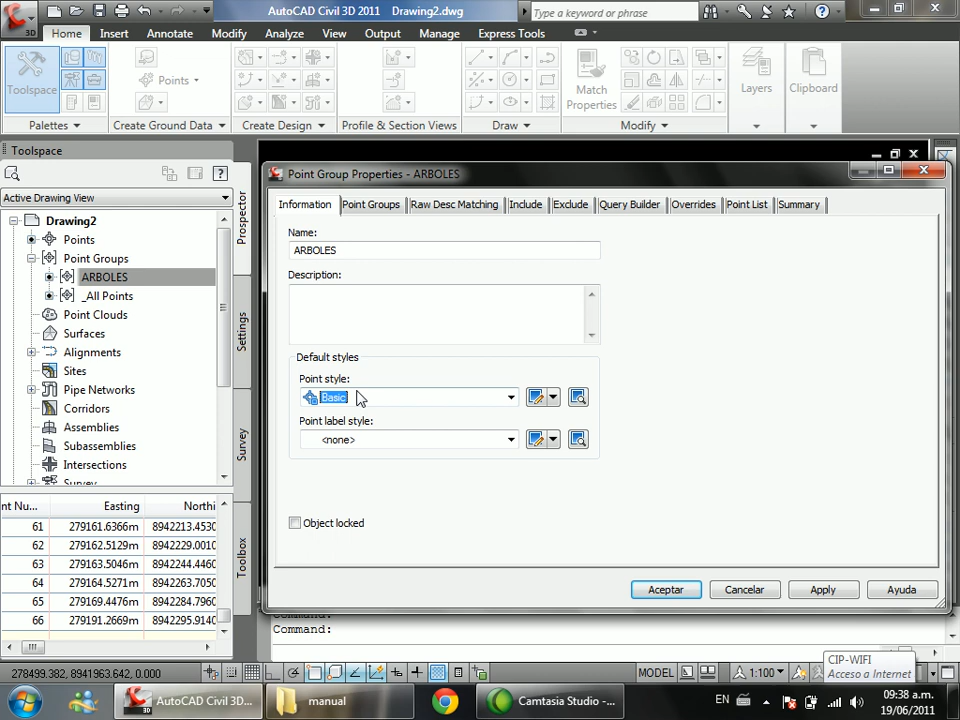 AutoCAD Civil 3D 2011 Drawing2.dwg
Type a keyword or phrase
3D
Home Insert Annotate Modify Analyze View Output Manage Express Tools
Toolspace
Points
Match
Properties
Layers
Clipboard
Palettes
Create Ground Data
Create Design
Profile & Section Views
Draw
Modify
Toolspace
Active Drawing View
Drawing2
Points
Point Groups
ARBOLES
_All Points
Point Clouds
Surfaces
Alignments
Sites
Pipe Networks
Corridors
Assemblies
Subassemblies
Intersections
Survey
Prospector
Settings
Survey
Toolbox
nt Nu... Easting Northi
61 279161.6366m 8942213.4530
62 279162.5129m 8942229.0010
63 279163.5046m 8942244.4460
64 279164.5271m 8942263.7050
65 279169.4476m 8942284.7960
66 279191.2669m 8942295.9140
Point Group Properties - ARBOLES
Information Point Groups Raw Desc Matching Include Exclude Query Builder Overrides Point List Summary
Name:
ARBOLES
Description:
Default styles
Point style:
Basic
Point label style:
<none>
Object locked
Aceptar Cancelar Apply Ayuda
Command:
Command:
278499.382, 8941963.642, 0.000
MODEL
1:100
CIP-WIFI
Acceso a Internet
AutoCAD Civil 3D...
manual
Camtasia Studio -...
EN
09:38 a.m.
19/06/2011